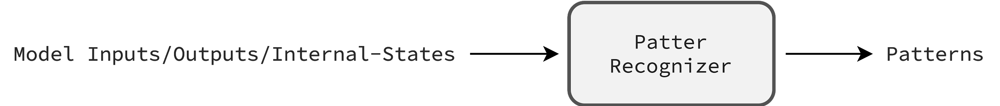 Model Inputs/Outputs/Internal-States
Patter
Recognizer
Patterns